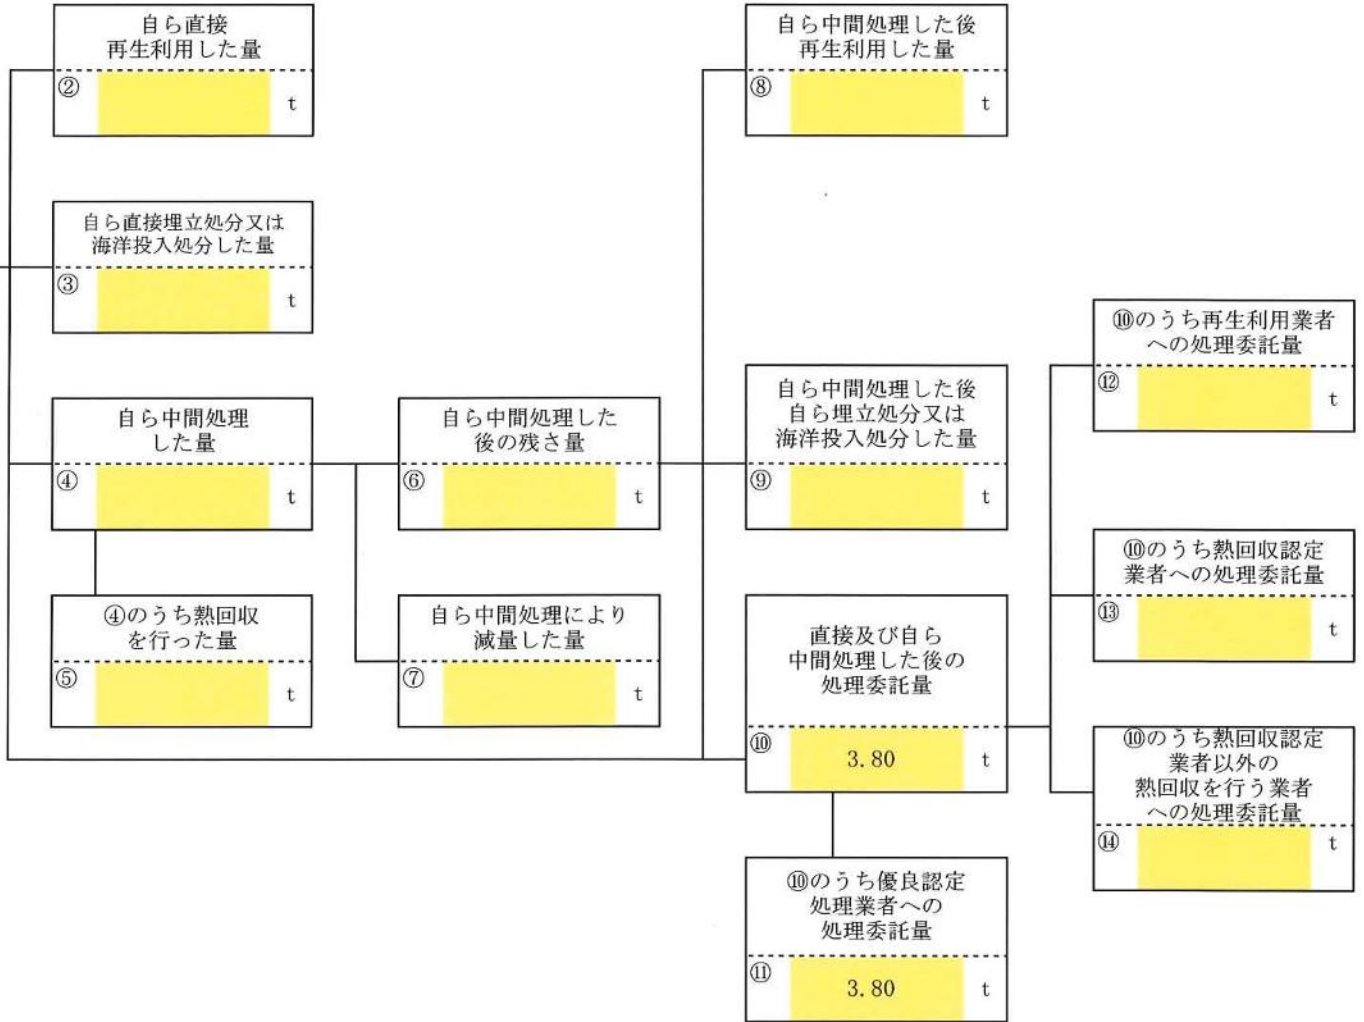 自ら直接
再生利用した量
② t
自ら直接埋立処分又は
海洋投入処分した量
③ t
自ら中間処理
した量
④ t
④のうち熱回収
を行った量
⑤ t
自ら中間処理した
後の残さ量
⑥ t
自ら中間処理により
減量した量
⑦ t
自ら中間処理した後
再生利用した量
⑧ t
自ら中間処理した後
自ら埋立処分又は
海洋投入処分した量
⑨ t
直接及び自ら
中間処理した後の
処理委託量
⑩ 3.80 t
⑩のうち優良認定
処理業者への
処理委託量
⑪ 3.80 t
⑩のうち再生利用業者
への処理委託量
⑫ t
⑩のうち熱回収認定
業者への処理委託量
⑬ t
⑩のうち熱回収認定
業者以外の
熱回収を行う業者
への処理委託量
⑭ t